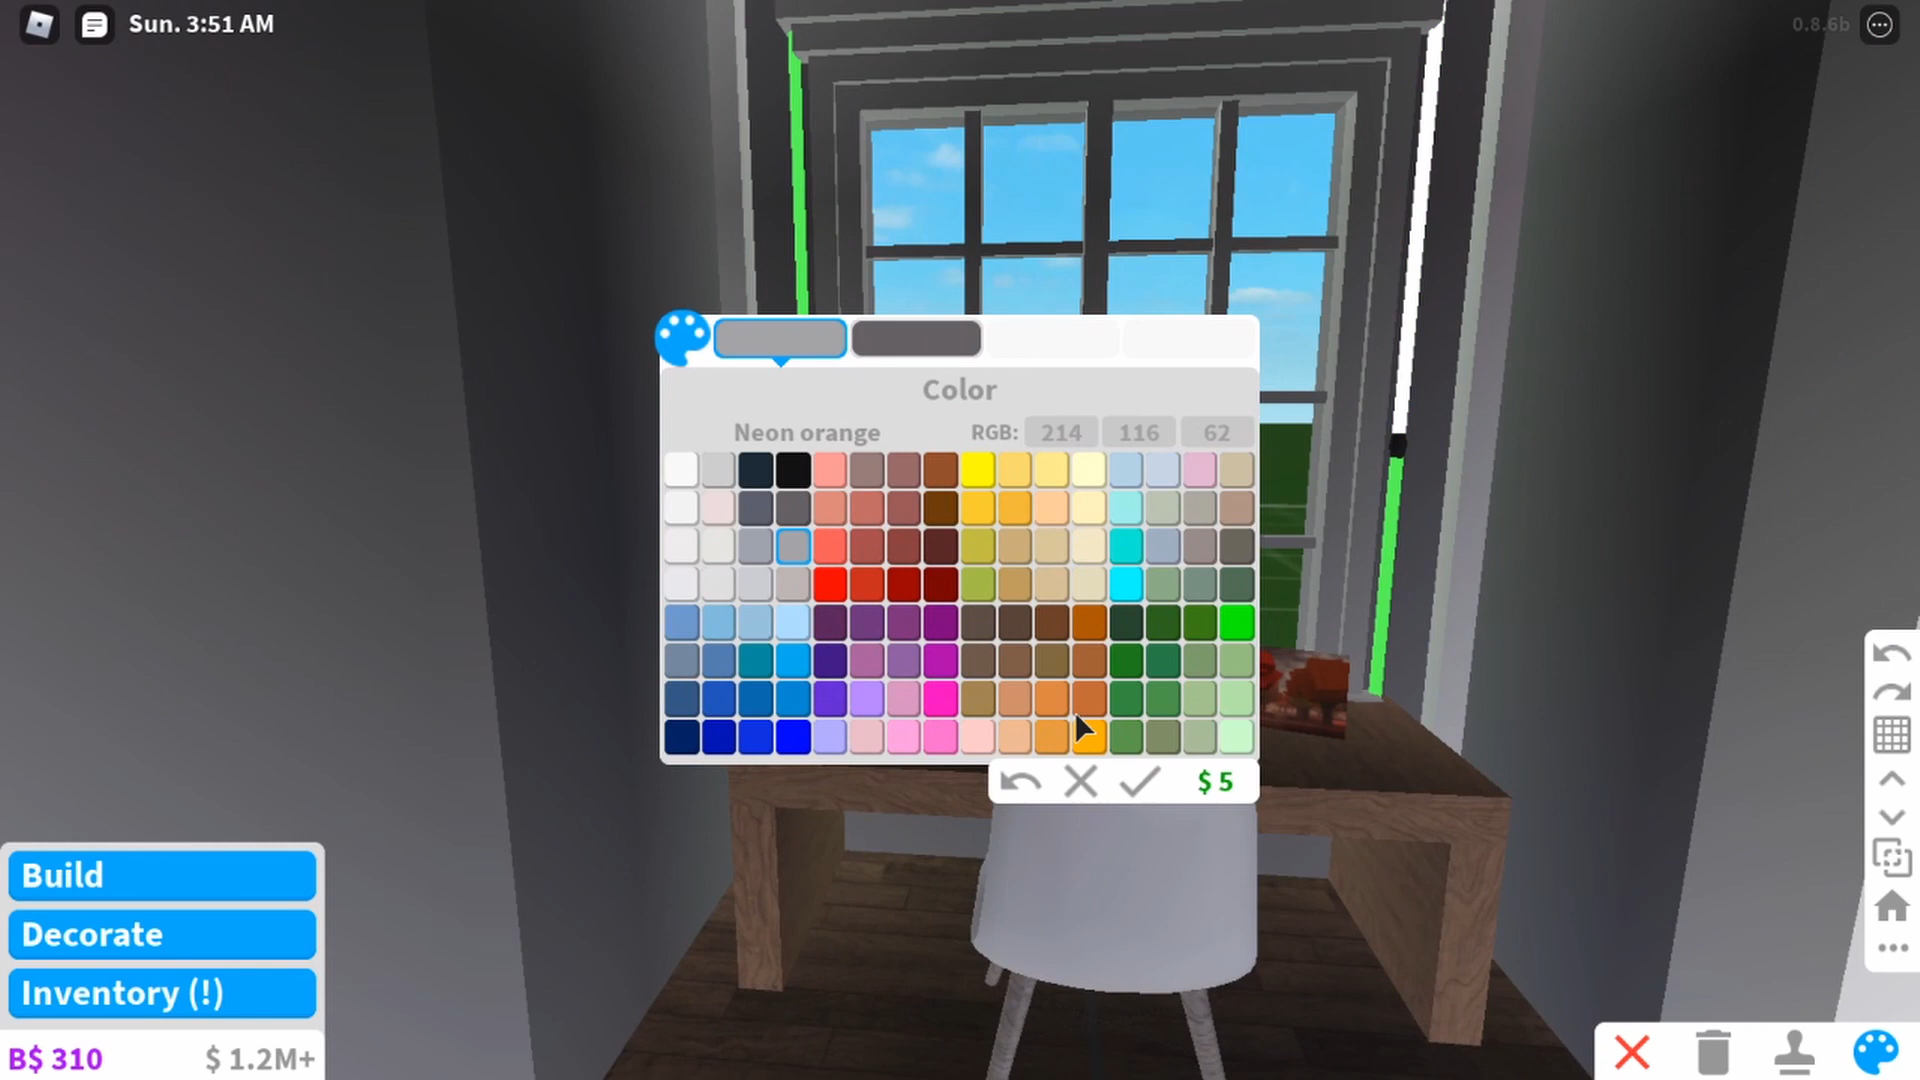 Sun. 3:51 AM
0.8.6b
Color
Neon orange RGB: 214 116 62
$ 5
Build
Decorate
Inventory (!)
B$ 310 $ 1.2M+